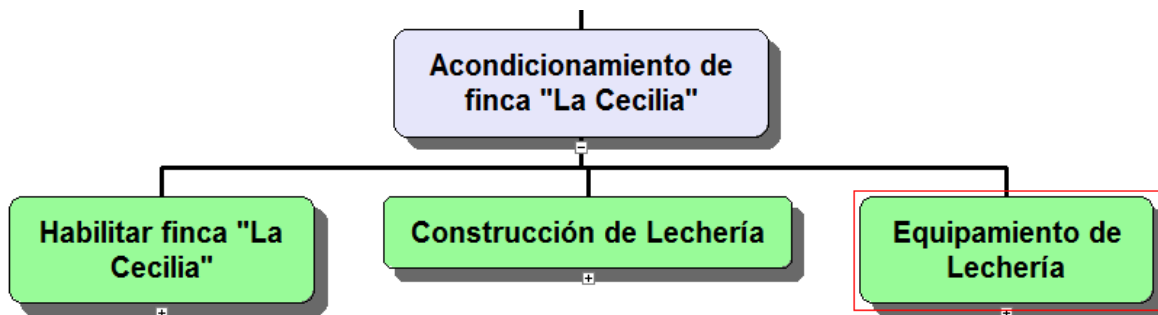 Acondicionamiento de
finca "La Cecilia"
Habilitar finca "La
Cecilia"
Construcción de Lechería
Equipamiento de
Lechería